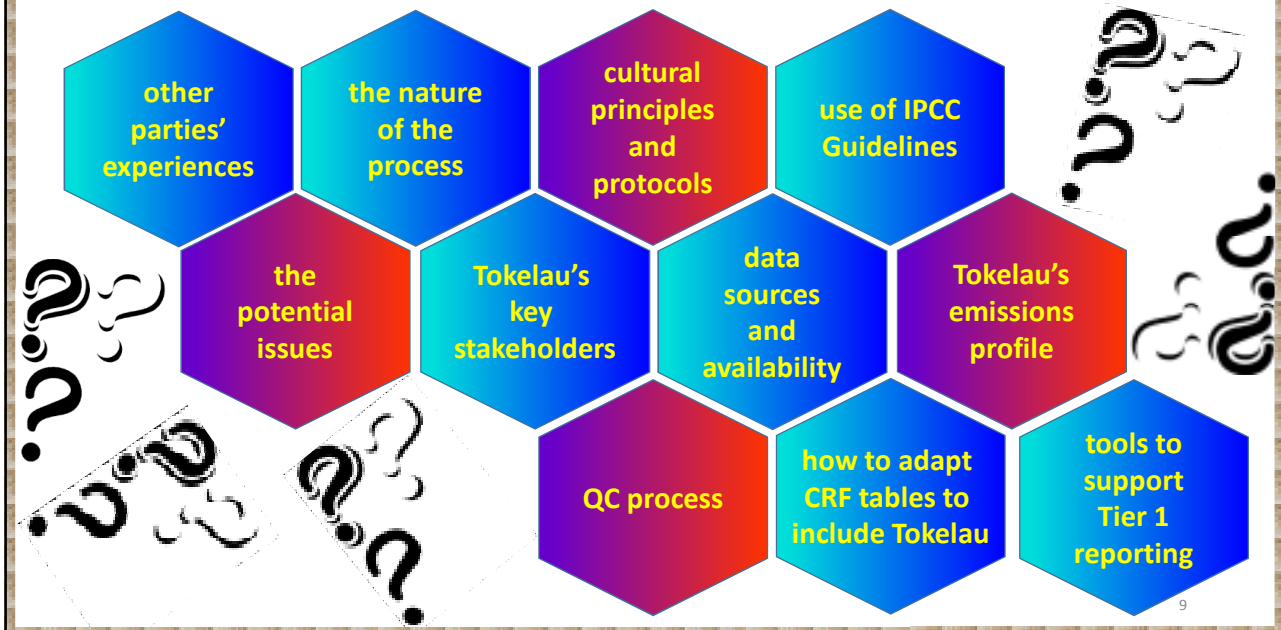 other
parties’
experiences
the nature
of the
process
cultural
principles
and
protocols
use of IPCC
Guidelines
the
potential
issues
Tokelau’s
key
stakeholders
data
sources
and
availability
Tokelau’s
emissions
profile
QC process
how to adapt
CRF tables to
include Tokelau
tools to
support
Tier 1
reporting
9